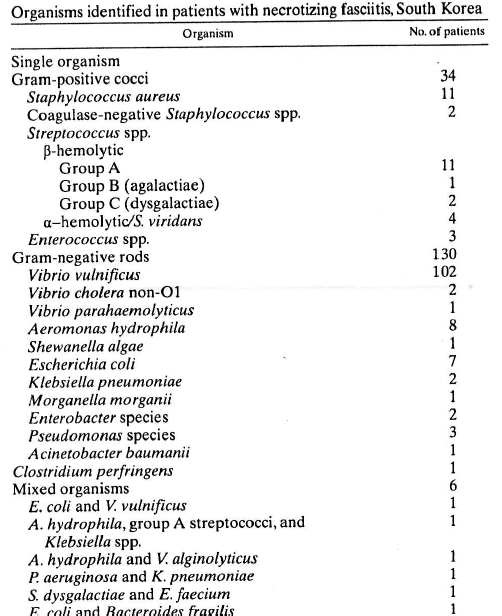 Organisms identified in patients with necrotizing fasciitis, South Korea
Organism No. of patients
Single organism
Gram-positive cocci 34
Staphylococcus aureus 11
Coagulase-negative Staphylococcus spp. 2
Streptococcus spp.
β-hemolytic
Group A 11
Group B (agalactiae) 1
Group C (dysgalactiae) 2
α-hemolytic/S. viridans 4
Enterococcus spp. 3
Gram-negative rods 130
Vibrio vulnificus 102
Vibrio cholera non-O1 2
Vibrio parahaemolyticus 1
Aeromonas hydrophila 8
Shewanella algae 1
Escherichia coli 7
Klebsiella pneumoniae 2
Morganella morganii 1
Enterobacter species 2
Pseudomonas species 3
Acinetobacter baumanii 1
Clostridium perfringens 1
Mixed organisms 6
E. coli and V. vulnificus 1
A. hydrophila, group A streptococci, and 1
Klebsiella spp.
A. hydrophila and V. alginolyticus 1
P. aeruginosa and K. pneumoniae 1
S. dysgalactiae and E. faecium 1
E. coli and Bacteroides fragilis 1